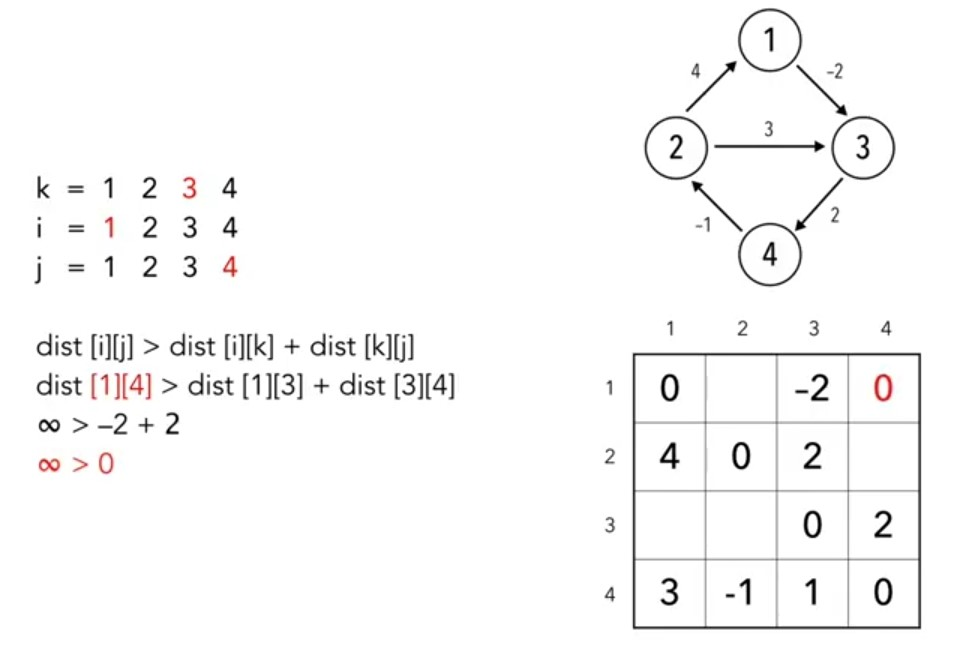 k = 1 2 3 4
i = 1 2 3 4
j = 1 2 3 4
dist [i][j] > dist [i][k] + dist [k][j]
dist [1][4] > dist [1][3] + dist [3][4]
∞ > –2 + 2
∞ > 0
1
4 –2
2 3 3
–1 2
4
1 2 3 4
1 0 –2 0
2 4 0 2
3 0 2
4 3 -1 1 0